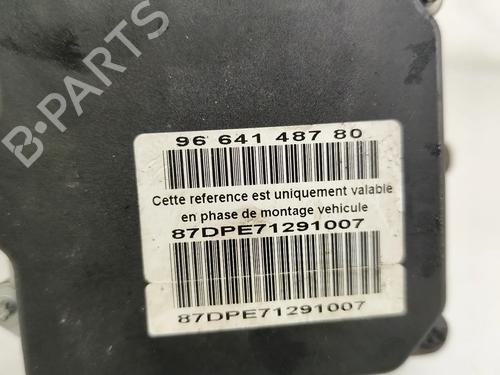 B-PARTS
96 641 487 80
Cette reference est uniquement valable
en phase de montage vehicule
87DPE71291007
87DPE71291007